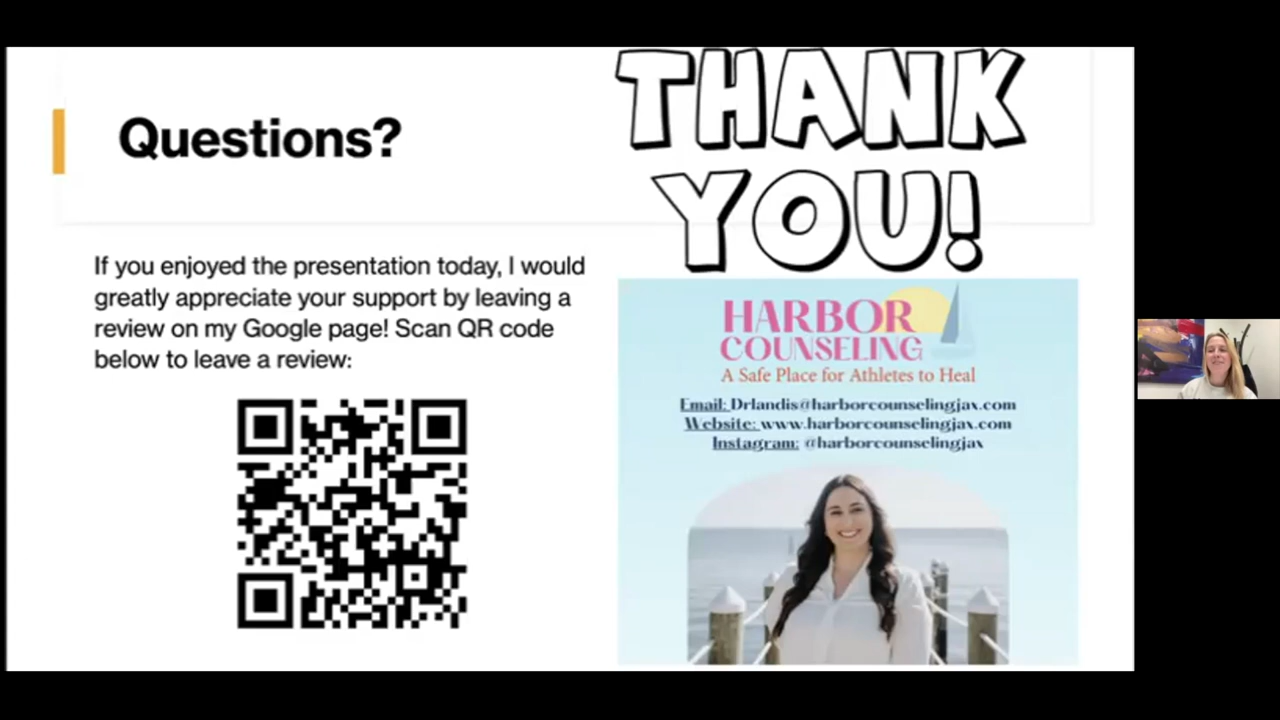 Questions?
If you enjoyed the presentation today, I would
greatly appreciate your support by leaving a
review on my Google page! Scan QR code
below to leave a review:
THANK
YOU!
HARBOR
COUNSELING
A Safe Place for Athletes to Heal
Email: Drlandis@harborcounselingjax.com
Website: www.harborcounselingjax.com
Instagram: @harborcounselingjax